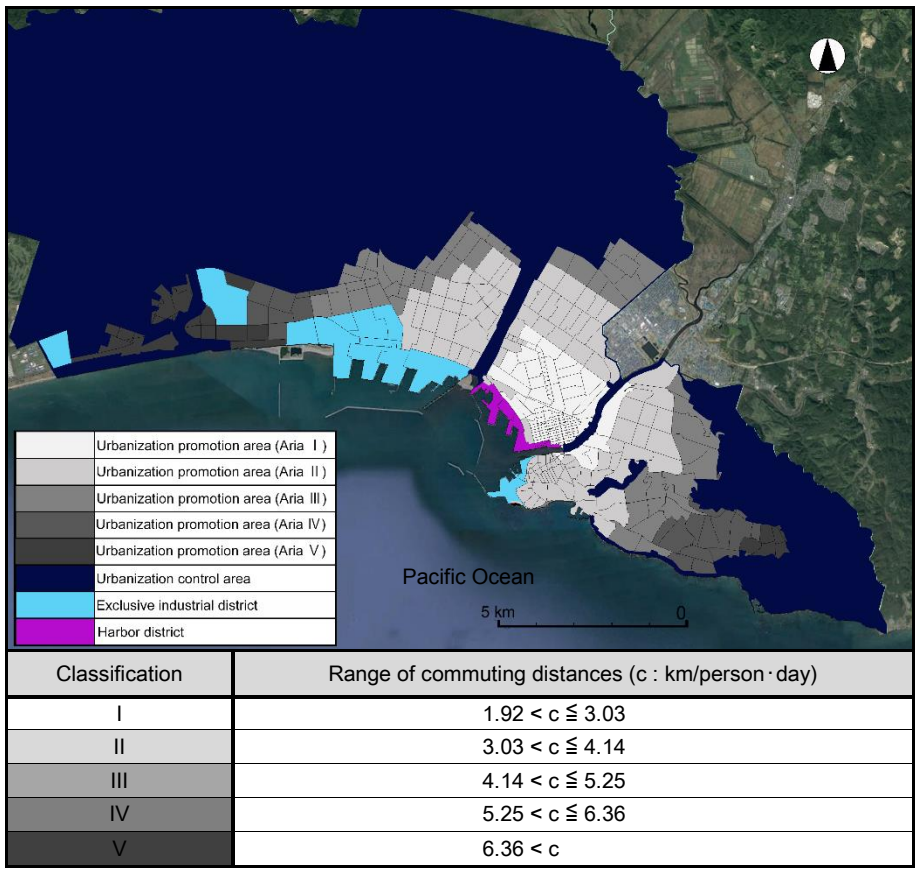 Urbanization promotion area (Aria Ⅰ)
Urbanization promotion area (Aria Ⅱ)
Urbanization promotion area (Aria Ⅲ)
Urbanization promotion area (Aria Ⅳ)
Urbanization promotion area (Aria Ⅴ)
Urbanization control area
Exclusive industrial district
Harbor district
Pacific Ocean
5 km 0
Classification Range of commuting distances (c : km/person·day)
Ⅰ 1.92 < c ≦ 3.03
Ⅱ 3.03 < c ≦ 4.14
Ⅲ 4.14 < c ≦ 5.25
Ⅳ 5.25 < c ≦ 6.36
Ⅴ 6.36 < c